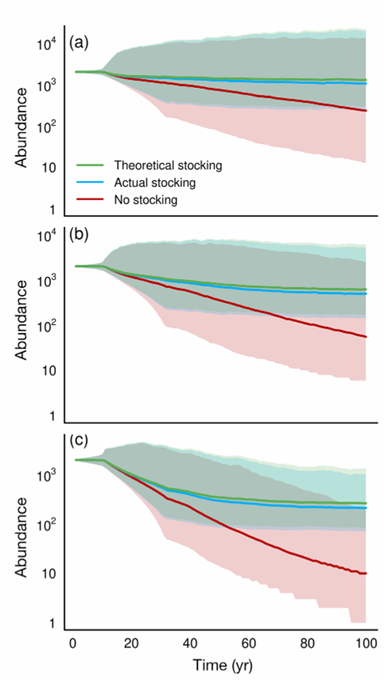 (a)
10⁴
10³
10²
10
1
Abundance
Theoretical stocking
Actual stocking
No stocking
(b)
10⁴
10³
10²
10
1
Abundance
(c)
10³
10²
10
1
Abundance
0 20 40 60 80 100
Time (yr)